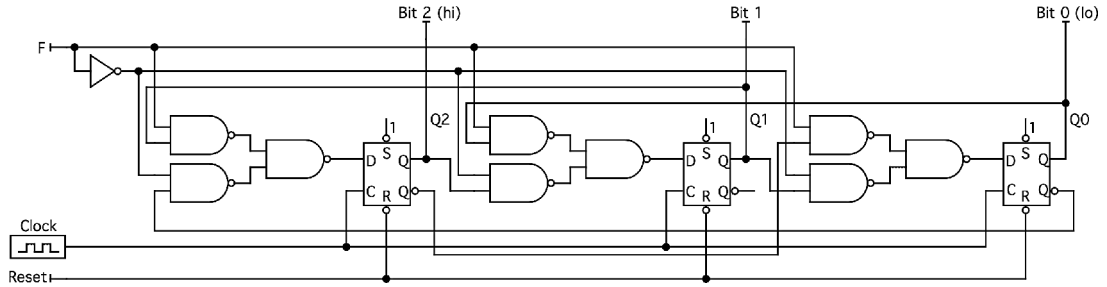 Bit 2 (hi) Bit 1 Bit 0 (lo)
F
1 Q2 1 Q1 1 Q0
S S S
D Q D Q D Q
C Q C Q C Q
R R R
Clock
Reset